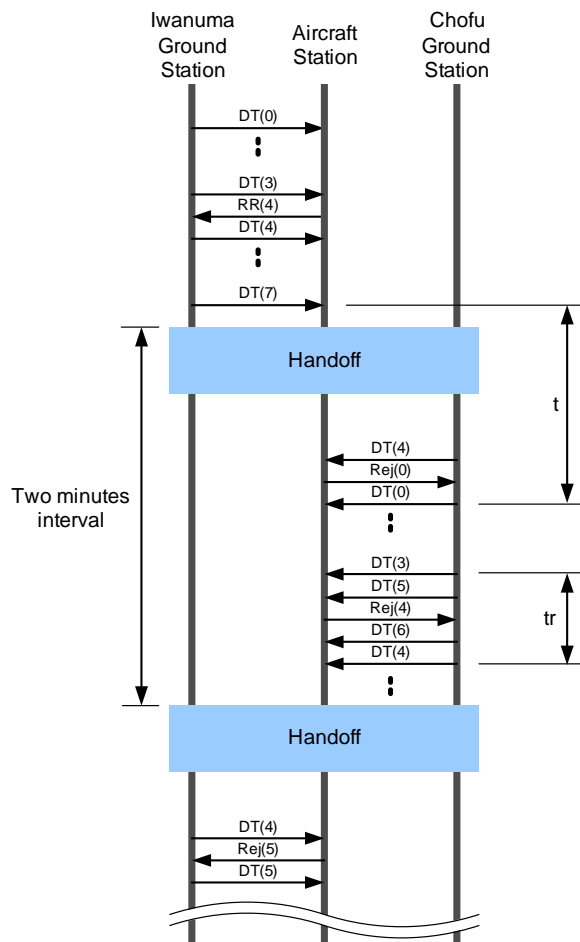 Iwanuma
Ground
Station
Aircraft
Station
Chofu
Ground
Station
DT(0)
DT(3)
RR(4)
DT(4)
DT(7)
Handoff
t
DT(4)
Rej(0)
DT(0)
Two minutes
interval
DT(3)
DT(5)
Rej(4)
DT(6)
DT(4)
tr
Handoff
DT(4)
Rej(5)
DT(5)